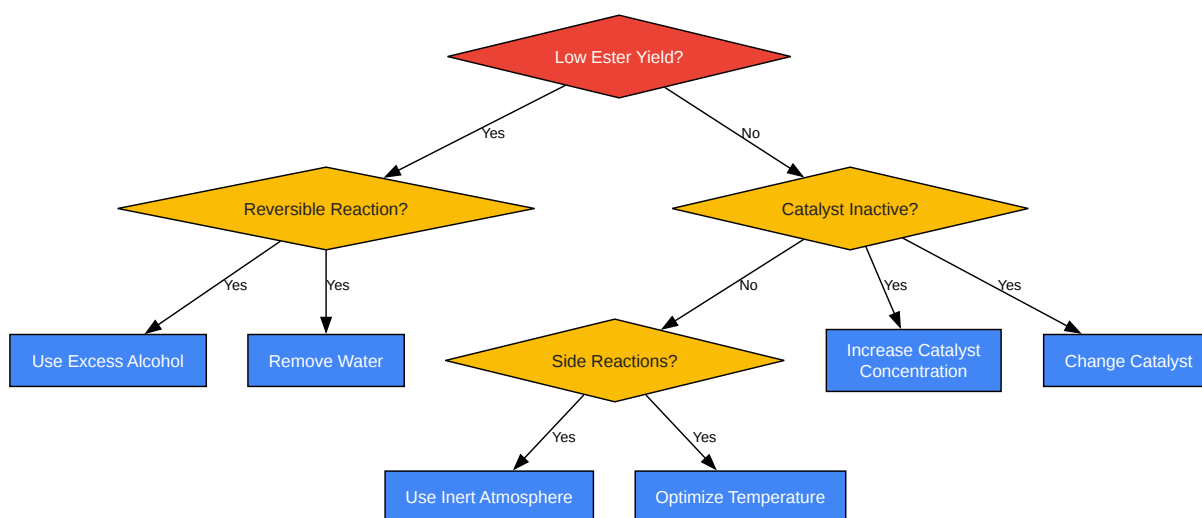 Low Ester Yield?
Yes
No
Reversible Reaction?
Catalyst Inactive?
Yes
Yes
No
Yes
Yes
Use Excess Alcohol
Remove Water
Side Reactions?
Increase Catalyst
Concentration
Change Catalyst
Yes
Yes
Use Inert Atmosphere
Optimize Temperature